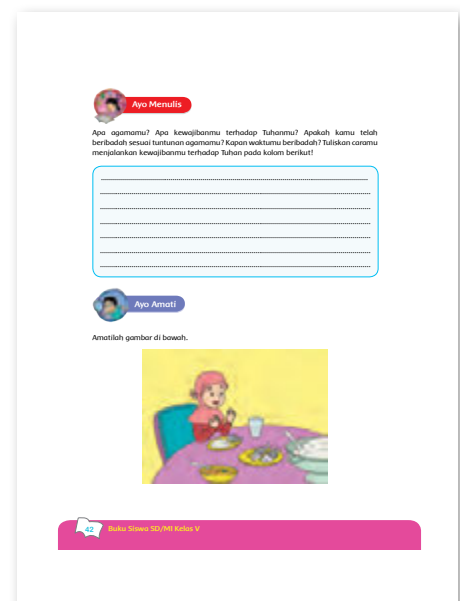 Ayo Menulis
Apa agamamu? Apa kewajibanmu terhadap Tuhanmu? Apakah kamu telah
beribadah sesuai tuntunan agamamu? Kapan waktumu beribadah? Tuliskan caramu
menjalankan kewajibanmu terhadap Tuhan pada kolom berikut!
Ayo Amati
Amatilah gambar di bawah.
42 Buku Siswa SD/MI Kelas V